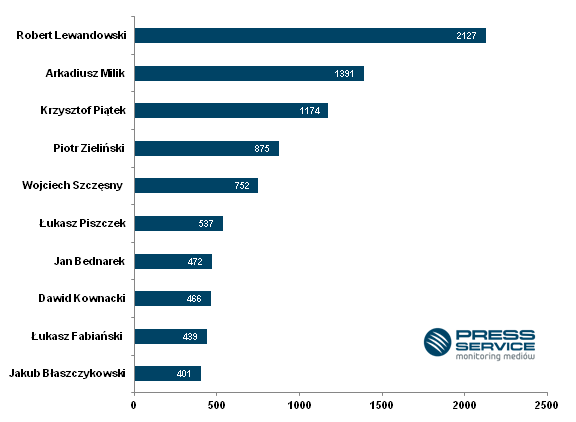 Robert Lewandowski 2127
Arkadiusz Milik 1391
Krzysztof Piątek 1174
Piotr Zieliński 875
Wojciech Szczęsny 752
Łukasz Piszczek 537
Jan Bednarek 472
Dawid Kownacki 466
Łukasz Fabiański 439
Jakub Błaszczykowski 401
PRESS
SERVICE
monitoring mediów
0 500 1000 1500 2000 2500